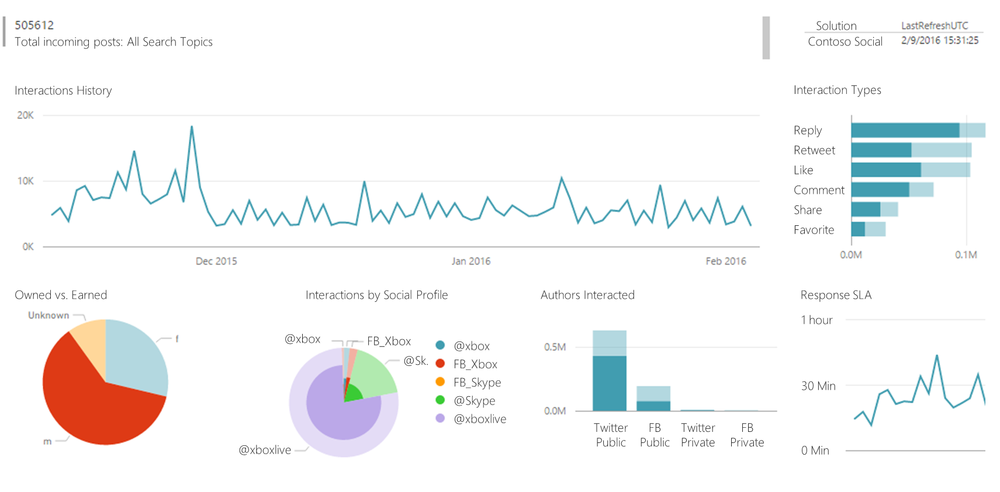 505612
Total incoming posts: All Search Topics
Solution LastRefreshUTC
Contoso Social 2/9/2016 15:31:25
Interactions History
20K
10K
0K
Dec 2015 Jan 2016 Feb 2016
Interaction Types
Reply
Retweet
Like
Comment
Share
Favorite
0.0M 0.1M
Owned vs. Earned
Unknown
f
m
Interactions by Social Profile
@xbox
FB_Xbox
@Sk.
@xboxlive
@xbox
FB_Xbox
FB_Skype
@Skype
@xboxlive
Authors Interacted
0.5M
0.0M
Twitter Public
FB Public
Twitter Private
FB Private
Response SLA
1 hour
30 Min
0 Min